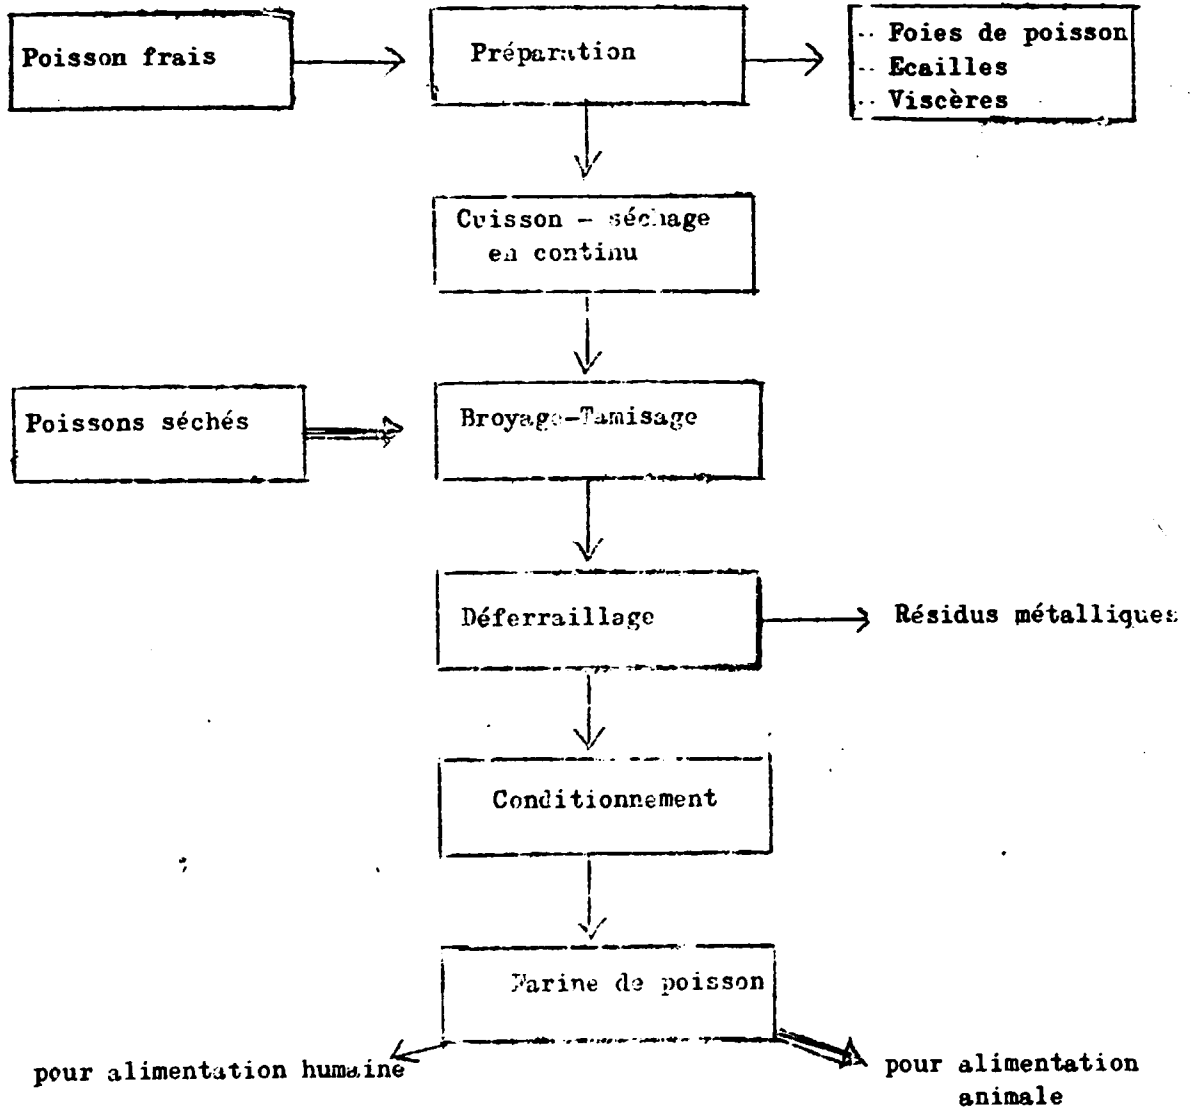 Poisson frais
Préparation
Foies de poisson
Ecailles
Viscères
Cuisson - séchage
en continu
Poissons séchés
Broyage-Tamisage
Déferraillage
Résidus métalliques
Conditionnement
Farine de poisson
pour alimentation humaine
pour alimentation
animale